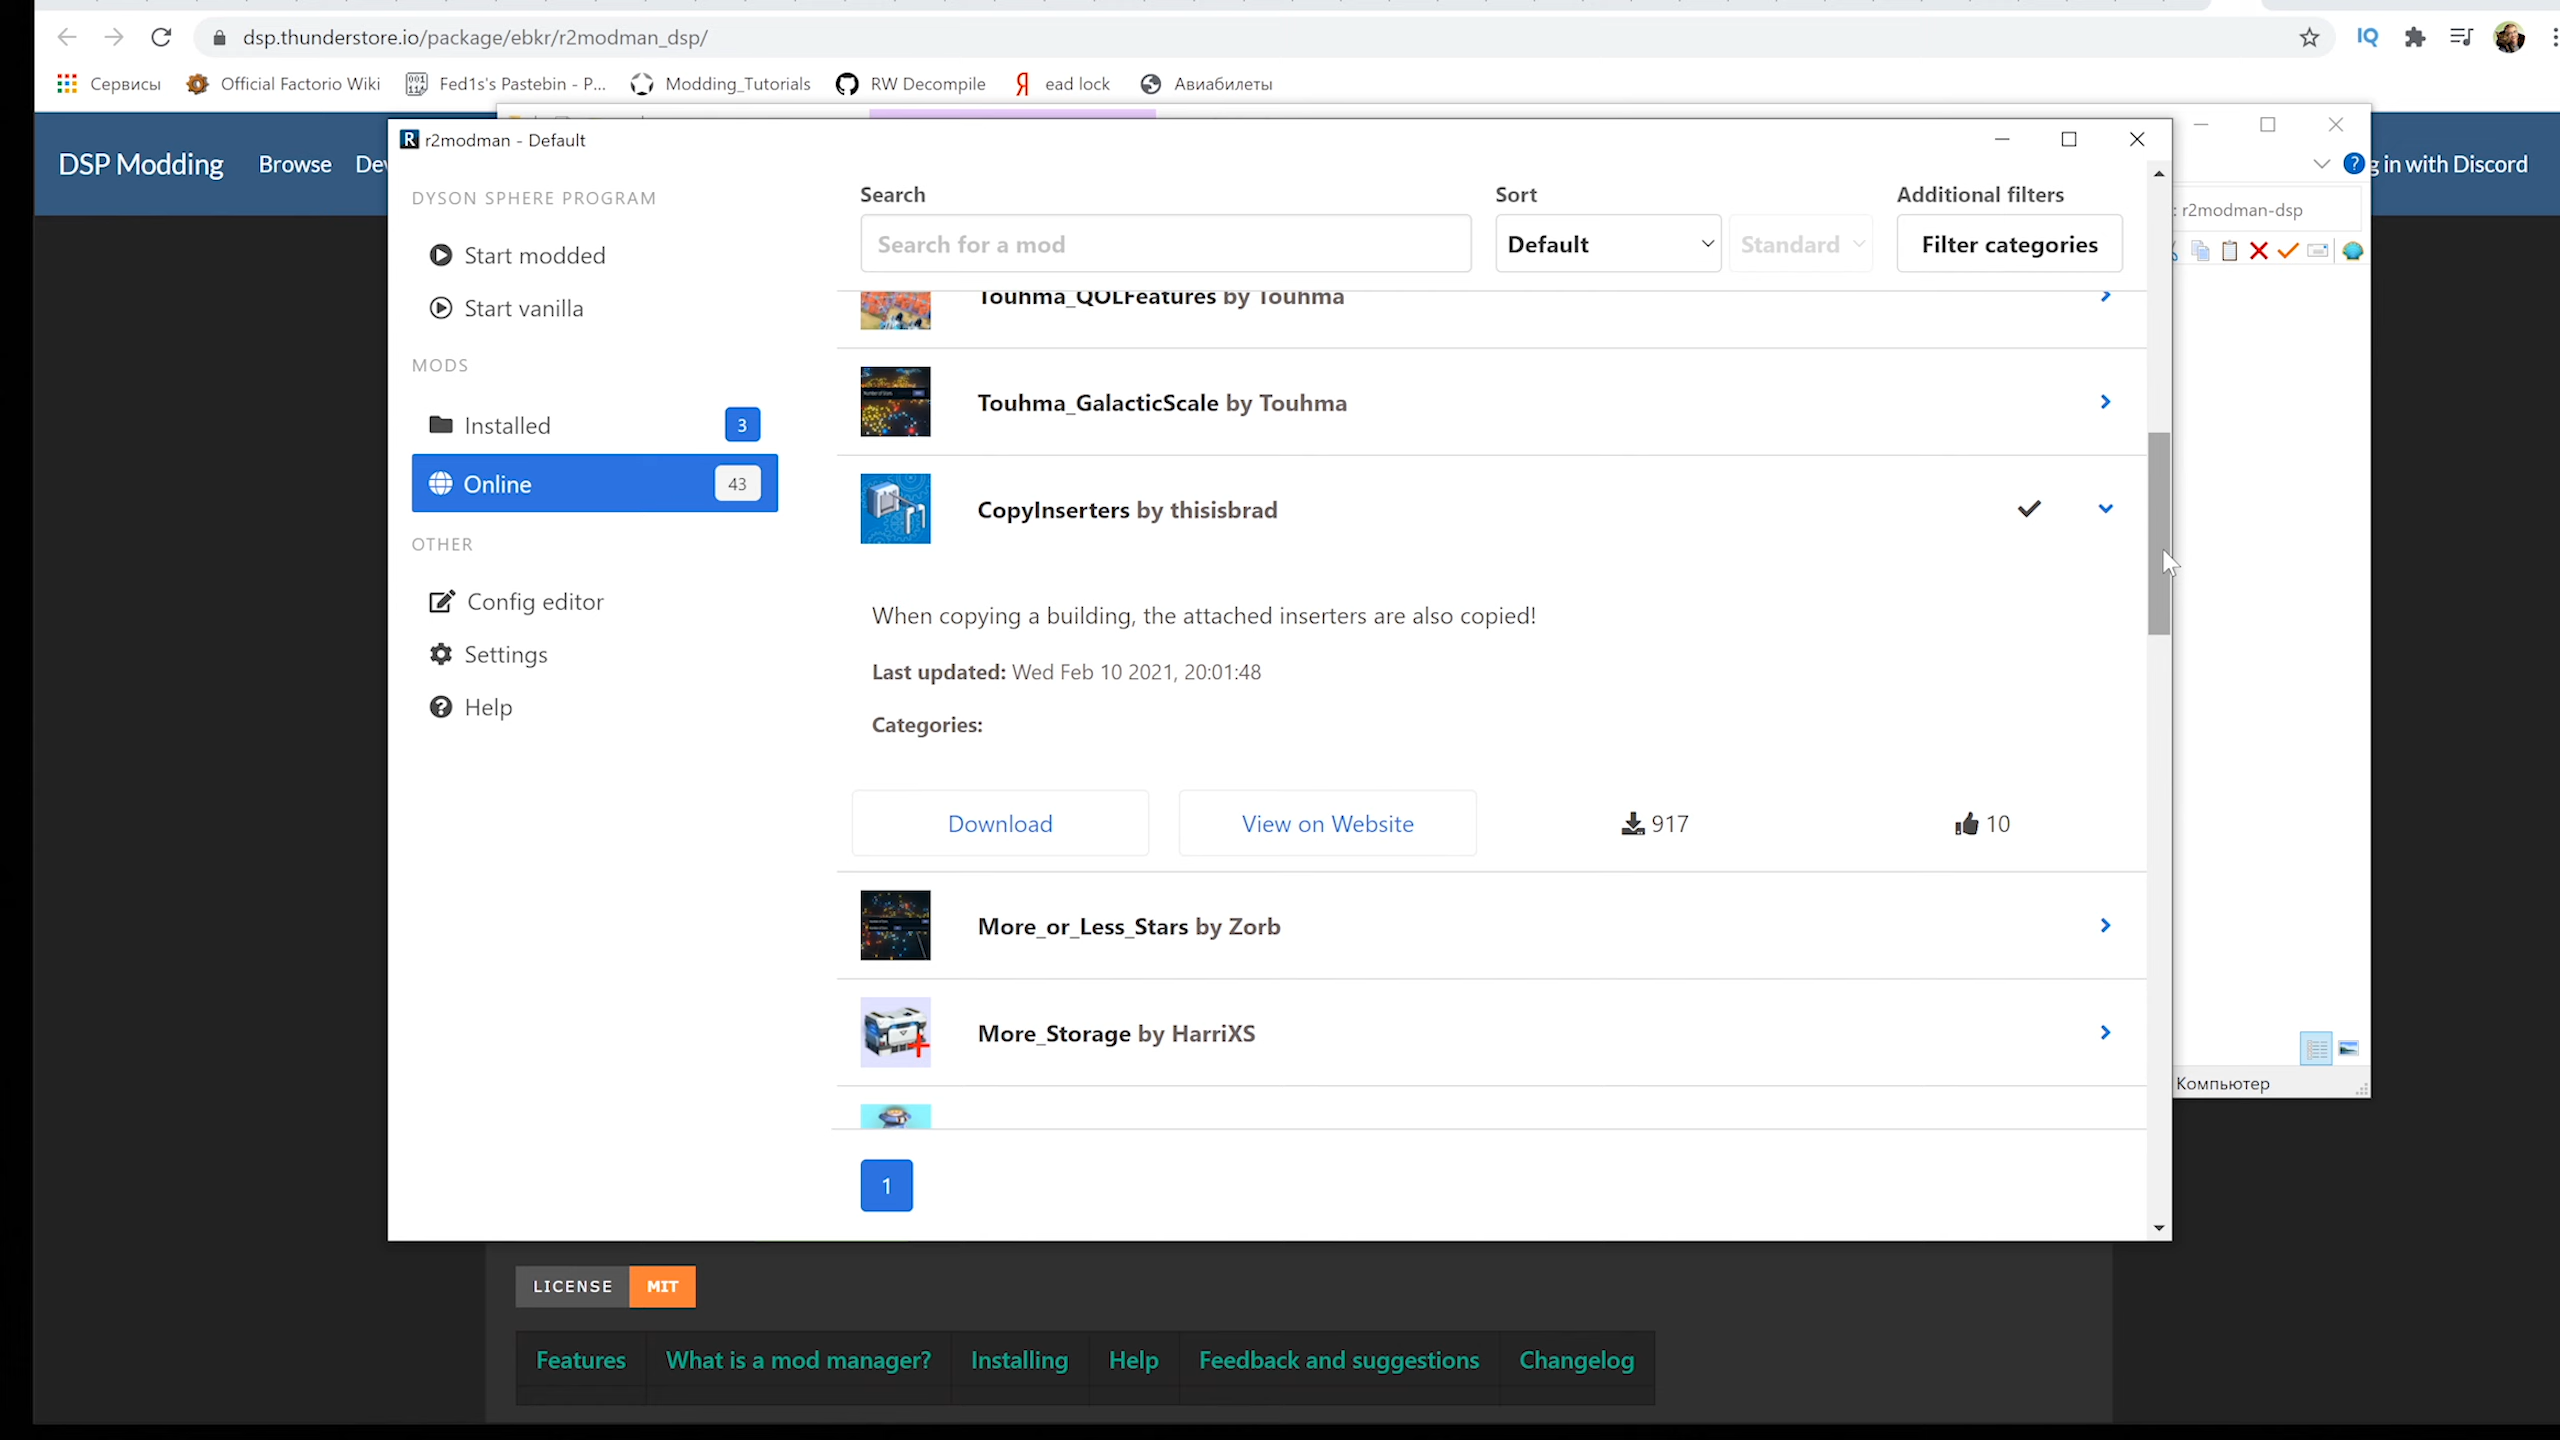 dsp.thunderstore.io/package/ebkr/r2modman_dsp/
IQ
Сервисы
Official Factorio Wiki
Fed1s's Pastebin - P...
Modding_Tutorials
RW Decompile
ead lock
Авиабилеты
DSP Modding
Browse
Dev
in with Discord
r2modman - Default
: r2modman-dsp
DYSON SPHERE PROGRAM
Start modded
Start vanilla
MODS
Installed 3
Online 43
OTHER
Config editor
Settings
Help
Search
Search for a mod
Sort
Default
Standard
Additional filters
Filter categories
Touhma_QOLFeatures by Touhma
Touhma_GalacticScale by Touhma
CopyInserters by thisisbrad
When copying a building, the attached inserters are also copied!
Last updated: Wed Feb 10 2021, 20:01:48
Categories:
Download
View on Website
917
10
More_or_Less_Stars by Zorb
More_Storage by HarriXS
1
Компьютер
LICENSE MIT
Features
What is a mod manager?
Installing
Help
Feedback and suggestions
Changelog